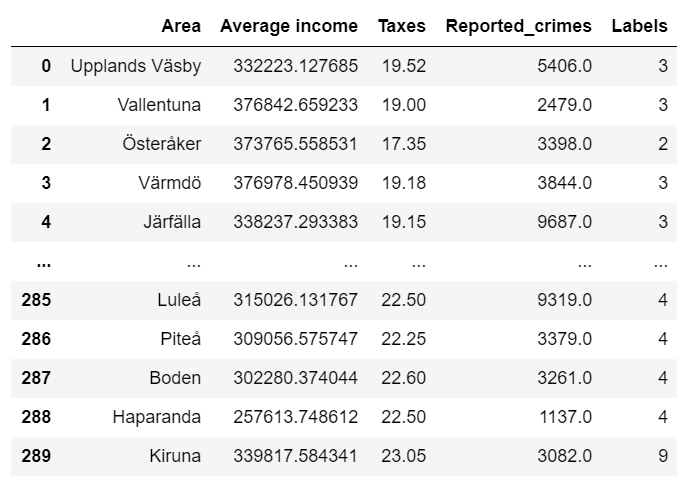 Area Average income Taxes Reported_crimes Labels
0 Upplands Väsby 332223.127685 19.52 5406.0 3
1 Vallentuna 376842.659233 19.00 2479.0 3
2 Österåker 373765.558531 17.35 3398.0 2
3 Värmdö 376978.450939 19.18 3844.0 3
4 Järfälla 338237.293383 19.15 9687.0 3
... ... ... ... ... ...
285 Luleå 315026.131767 22.50 9319.0 4
286 Piteå 309056.575747 22.25 3379.0 4
287 Boden 302280.374044 22.60 3261.0 4
288 Haparanda 257613.748612 22.50 1137.0 4
289 Kiruna 339817.584341 23.05 3082.0 9